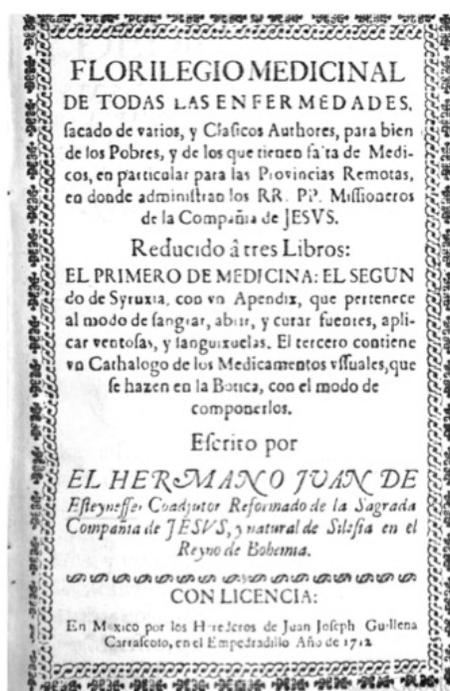 FLORILEGIO MEDICINAL
DE TODAS LAS ENFERMEDADES,
ſacado de varios, y Claſicos Authores, para bien
de los Pobres, y de los que tienen falta de Medi-
cos, en particular para las Provincias Remotas,
en donde adminiſtran los RR. PP. Miſſioneros
de la Compañia de JESVS.
Reducido â tres Libros:
EL PRIMERO DE MEDICINA: EL SEGUN
do de Syruxia, con vn Apendix, que pertenece
al modo de ſangrar, abrir, y curar fuentes, apli-
car ventoſas, y ſanguixuelas. El tercero contiene
vn Cathalogo de los Medicamentos vſſuales, que
ſe hazen en la Botica, con el modo de
componerlos.
Eſcrito por
EL HERMANO JVAN DE
Eſteyneffer, Coadjutor Reformado de la Sagrada
Compañia de JESVS, y natural de Sileſia en el
Reyno de Bohemia.
CON LICENCIA:
En Mexico por los Herederos de Juan Joſeph Guillena
Carraſcoſo, en el Empedradillo Año de 1712